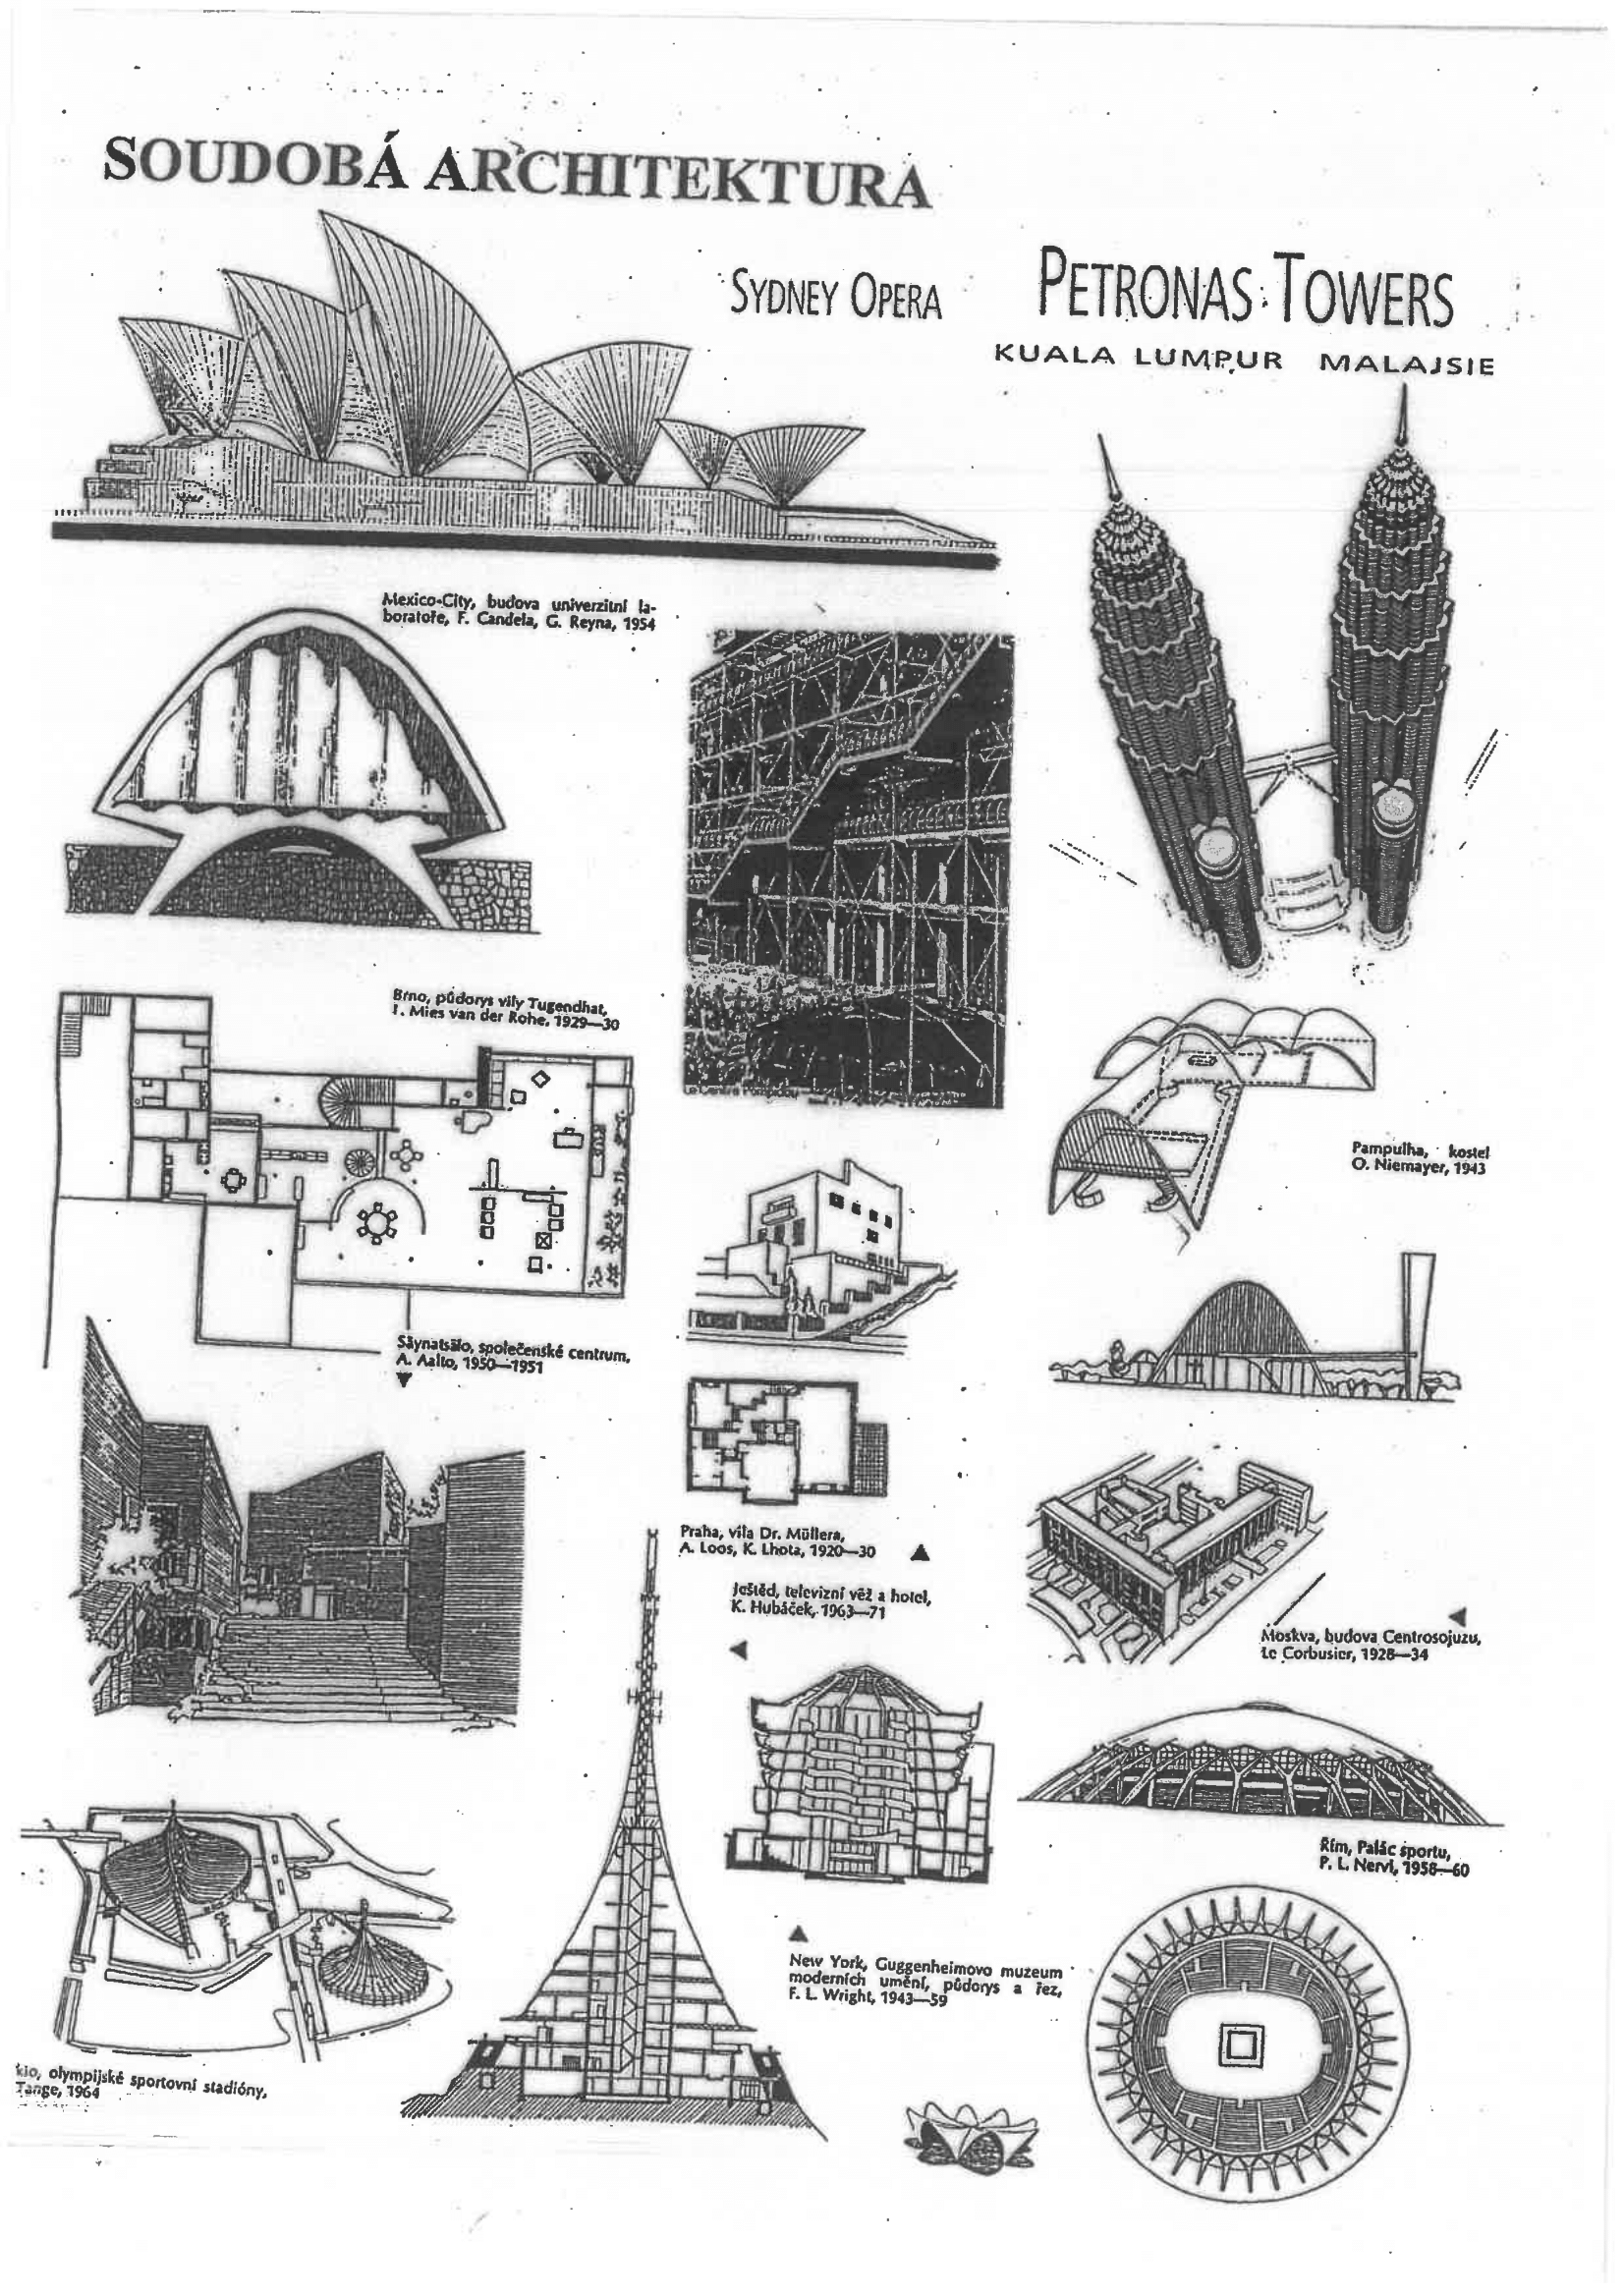 SOUDOBÁ ARCHITEKTURA
SYDNEY OPERA
PETRONAS TOWERS
KUALA LUMPUR MALAJSIE
Mexico-City, budova univerzitní la-
boratoře, F. Candela, G. Reyna, 1954
Brno, půdorys vily Tugendhat,
Mies van der Rohe, 1929—30
Pampulha, kostel
O. Niemayer, 1943
Säynatsälo, společenské centrum,
A. Aalto, 1950—1951
Praha, vila Dr. Müllera,
A. Loos, K. Lhota, 1920—30
Ještěd, televizní věž a hotel,
K. Hubáček, 1963—71
Moskva, budova Centrosojuzu,
Le Corbusier, 1928—34
Řím, Palác sportu,
P. L. Nervi, 1958—60
New York, Guggenheimovo muzeum
moderních umění, půdorys a řez,
F. L. Wright, 1943—59
kio, olympijské sportovní stadióny,
Tange, 1964